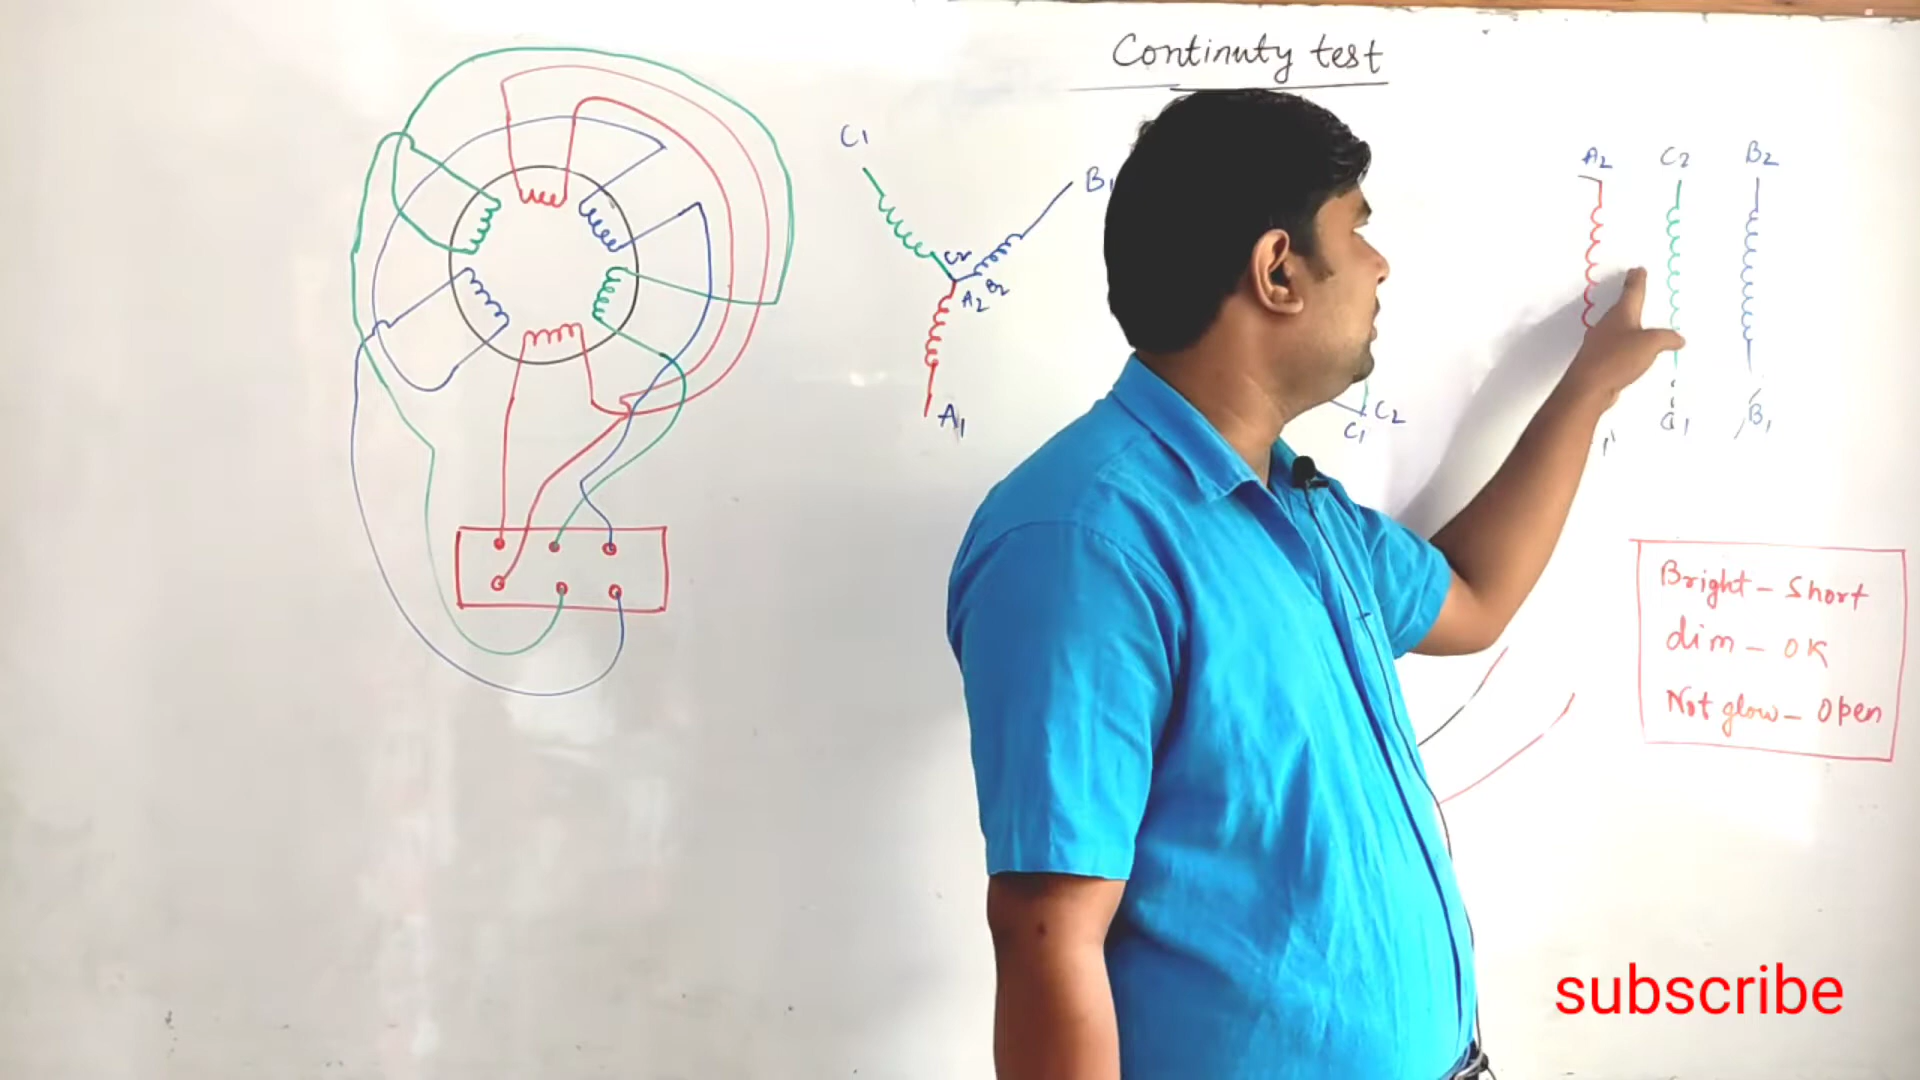 Continuty test
C1
B1
C2
B2
A2
A1
A2 C2 B2
C1 B1
C2
C1
Bright - Short
dim - OK
Not glow - Open
subscribe